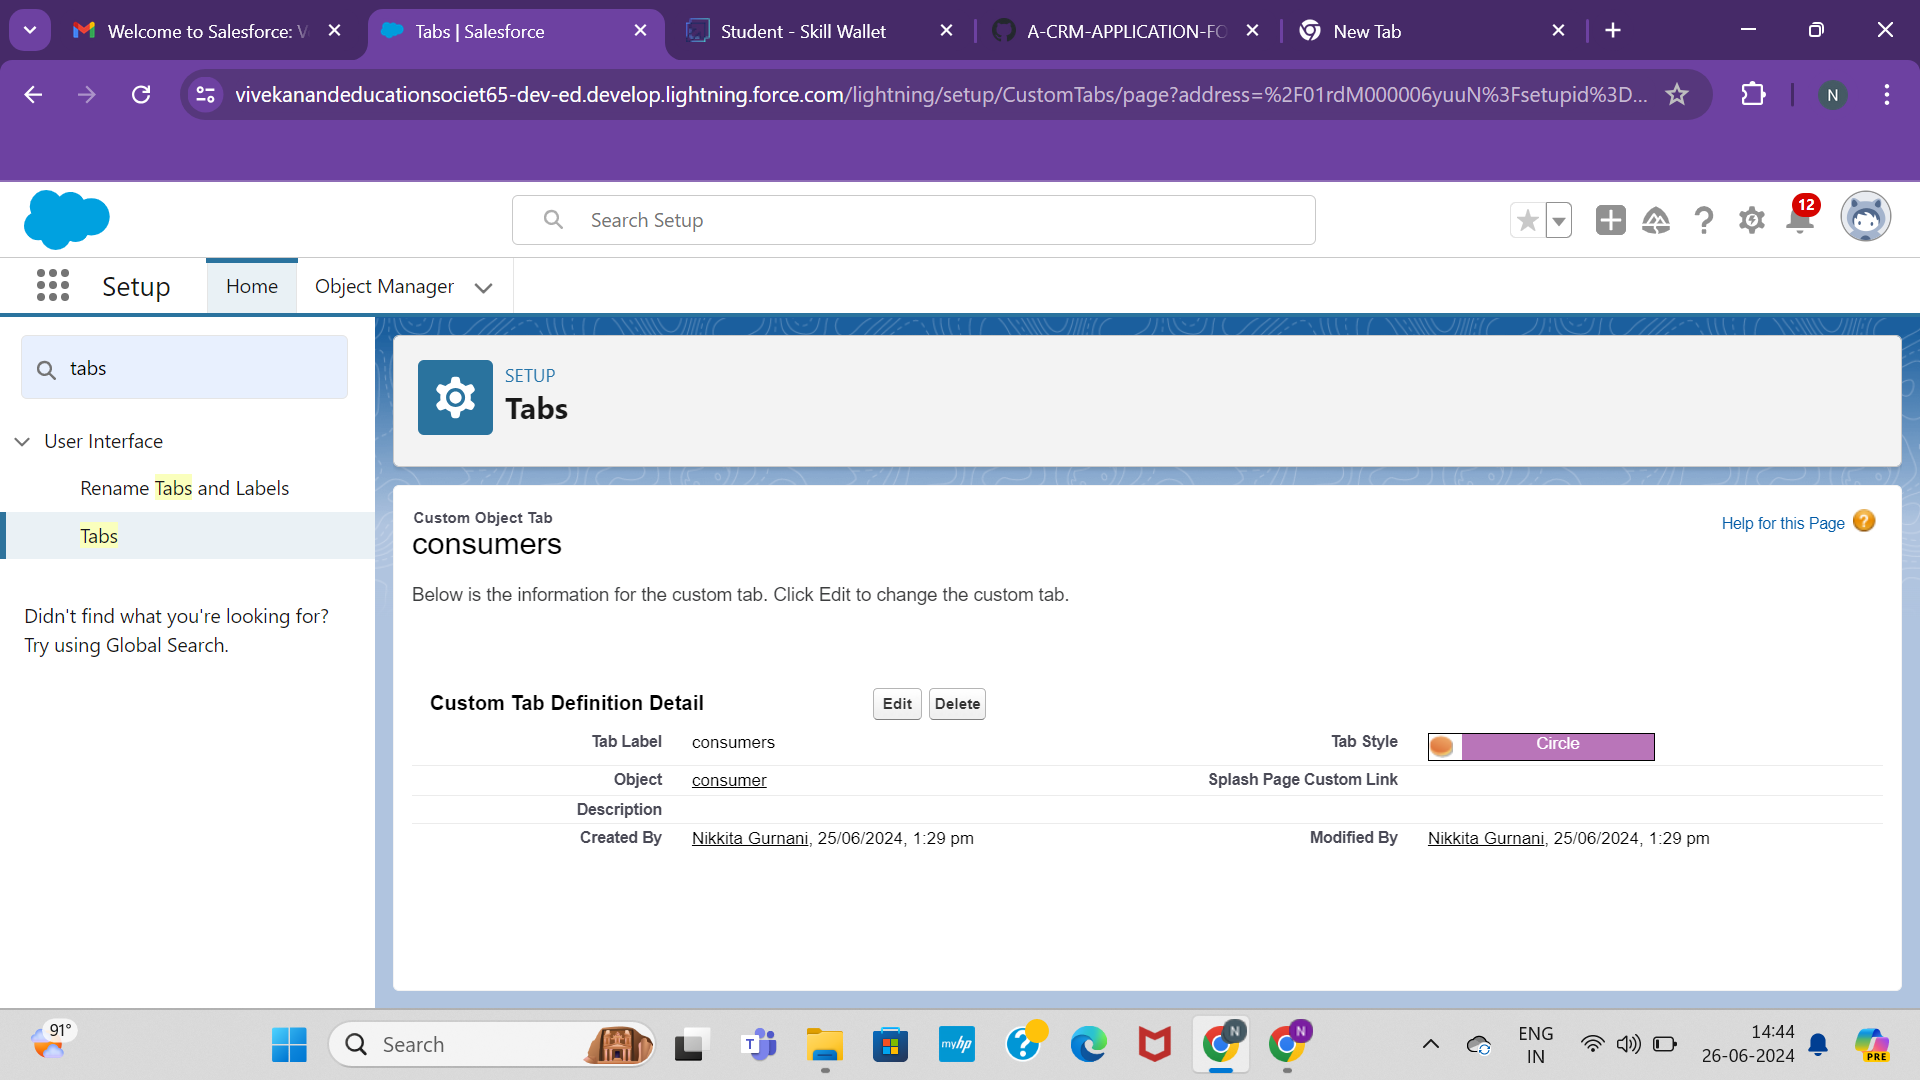 Welcome to Salesforce: V
Tabs | Salesforce
Student - Skill Wallet
A-CRM-APPLICATION-FO
New Tab
vivekanandeducationsociet65-dev-ed.develop.lightning.force.com/lightning/setup/CustomTabs/page?address=%2F01rdM000006yuuN%3Fsetupid%3D...
N
Search Setup
12
Setup
Home
Object Manager
tabs
User Interface
Rename Tabs and Labels
Tabs
Didn't find what you're looking for?
Try using Global Search.
SETUP
Tabs
Custom Object Tab
consumers
Help for this Page
Below is the information for the custom tab. Click Edit to change the custom tab.
Custom Tab Definition Detail
Edit
Delete
Tab Label consumers
Tab Style Circle
Object consumer
Splash Page Custom Link
Description
Created By Nikkita Gurnani, 25/06/2024, 1:29 pm
Modified By Nikkita Gurnani, 25/06/2024, 1:29 pm
91°
Search
T
myhp
N
N
ENG
IN
14:44
26-06-2024
PRE